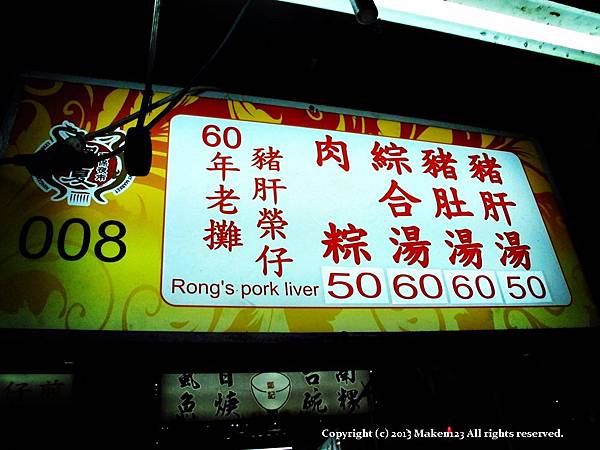 60年老攤
豬肝榮仔
Rong's pork liver
豬肝湯 50
豬肚湯 60
綜合湯 60
肉粽 50
008
Copyright (c) 2013 Makem123 All rights reserved.